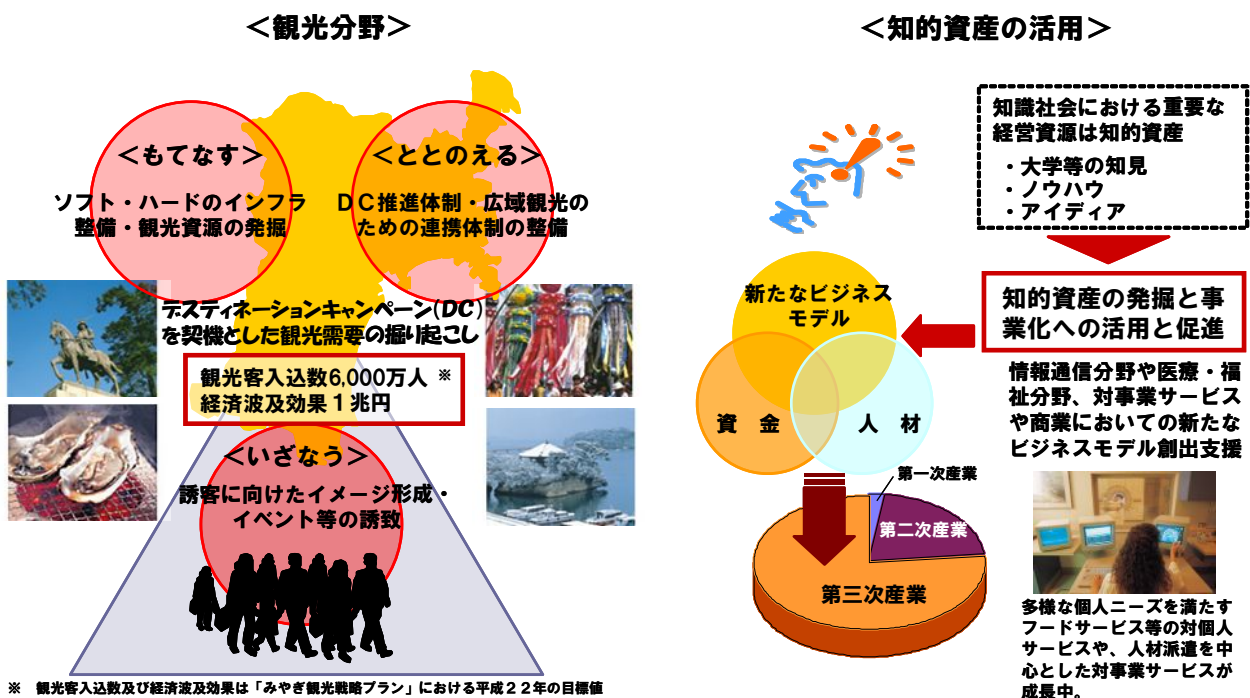 ＜観光分野＞
＜もてなす＞
ソフト・ハードのインフラ
整備・観光資源の発掘
＜ととのえる＞
ＤＣ推進体制・広域観光の
ための連携体制の整備
デスティネーションキャンペーン(DC)
を契機とした観光需要の掘り起こし
観光客入込数6,000万人 ※
経済波及効果１兆円
＜いざなう＞
誘客に向けたイメージ形成・
イベント等の誘致
※　観光客入込数及び経済波及効果は「みやぎ観光戦略プラン」における平成２２年の目標値
＜知的資産の活用＞
知識社会における重要な
経営資源は知的資産
・大学等の知見
・ノウハウ
・アイディア
知的資産の発掘と事
業化への活用と促進
新たなビジネス
モデル
資　金
人　材
情報通信分野や医療・福
祉分野、対事業サービス
や商業においての新たな
ビジネスモデル創出支援
第一次産業
第二次産業
第三次産業
多様な個人ニーズを満たす
フードサービス等の対個人
サービスや、人材派遣を中
心とした対事業サービスが
成長中。